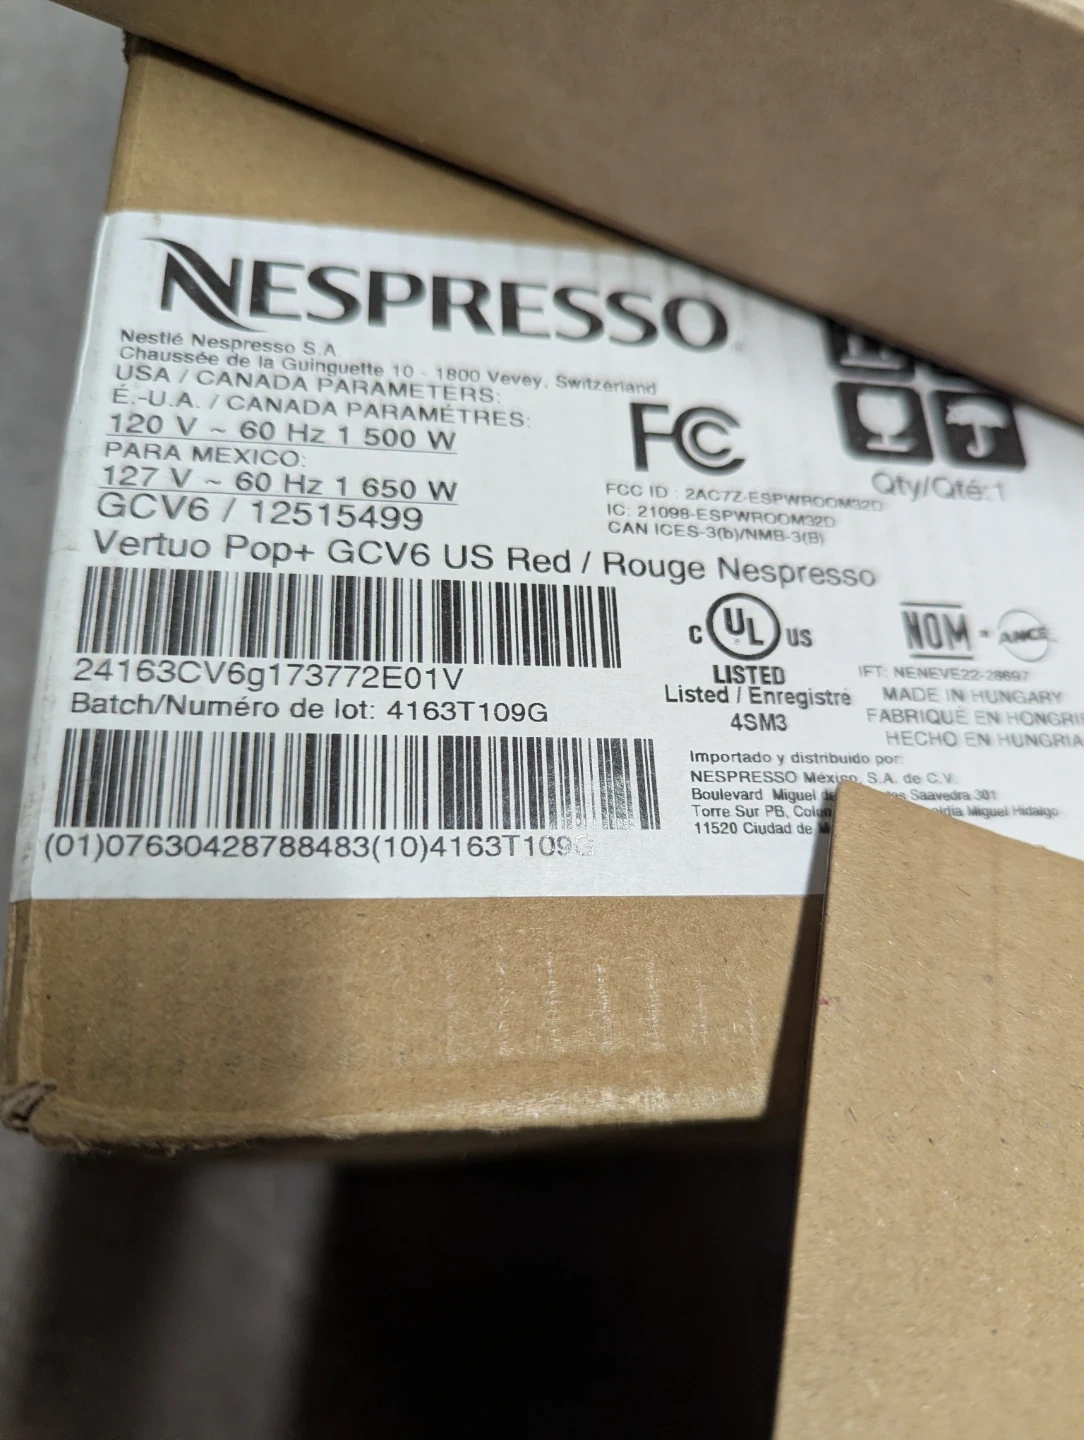 NESPRESSO
Nestlé Nespresso S.A.
Chaussée de la Guinguette 10 - 1800 Vevey, Switzerland
USA / CANADA PARAMETERS:
É.-U.A. / CANADA PARAMÈTRES:
120 V ~ 60 Hz 1 500 W
PARA MEXICO:
127 V ~ 60 Hz 1 650 W
GCV6 / 12515499
Vertuo Pop+ GCV6 US Red / Rouge Nespresso
24163CV6g173772E01V
Batch/Numéro de lot: 4163T109G
(01)07630428788483(10)4163T109G
FC
Qty/Qté:1
FCC ID : 2AC7Z-ESPWROOM32D
IC: 21098-ESPWROOM32D
CAN ICES-3(b)/NMB-3(B)
C UL US
LISTED
Listed / Enregistré
4SM3
NOM - ANCE
IFT: NENEVE22-28697
MADE IN HUNGARY
FABRIQUÉ EN HONGRI
HECHO EN HUNGRIA
Importado y distribuido por:
NESPRESSO México, S.A. de C.V.
Boulevard Miguel de Saavedra 301
Torre Sur PB, Miguel Hidalgo
11520 Ciudad de